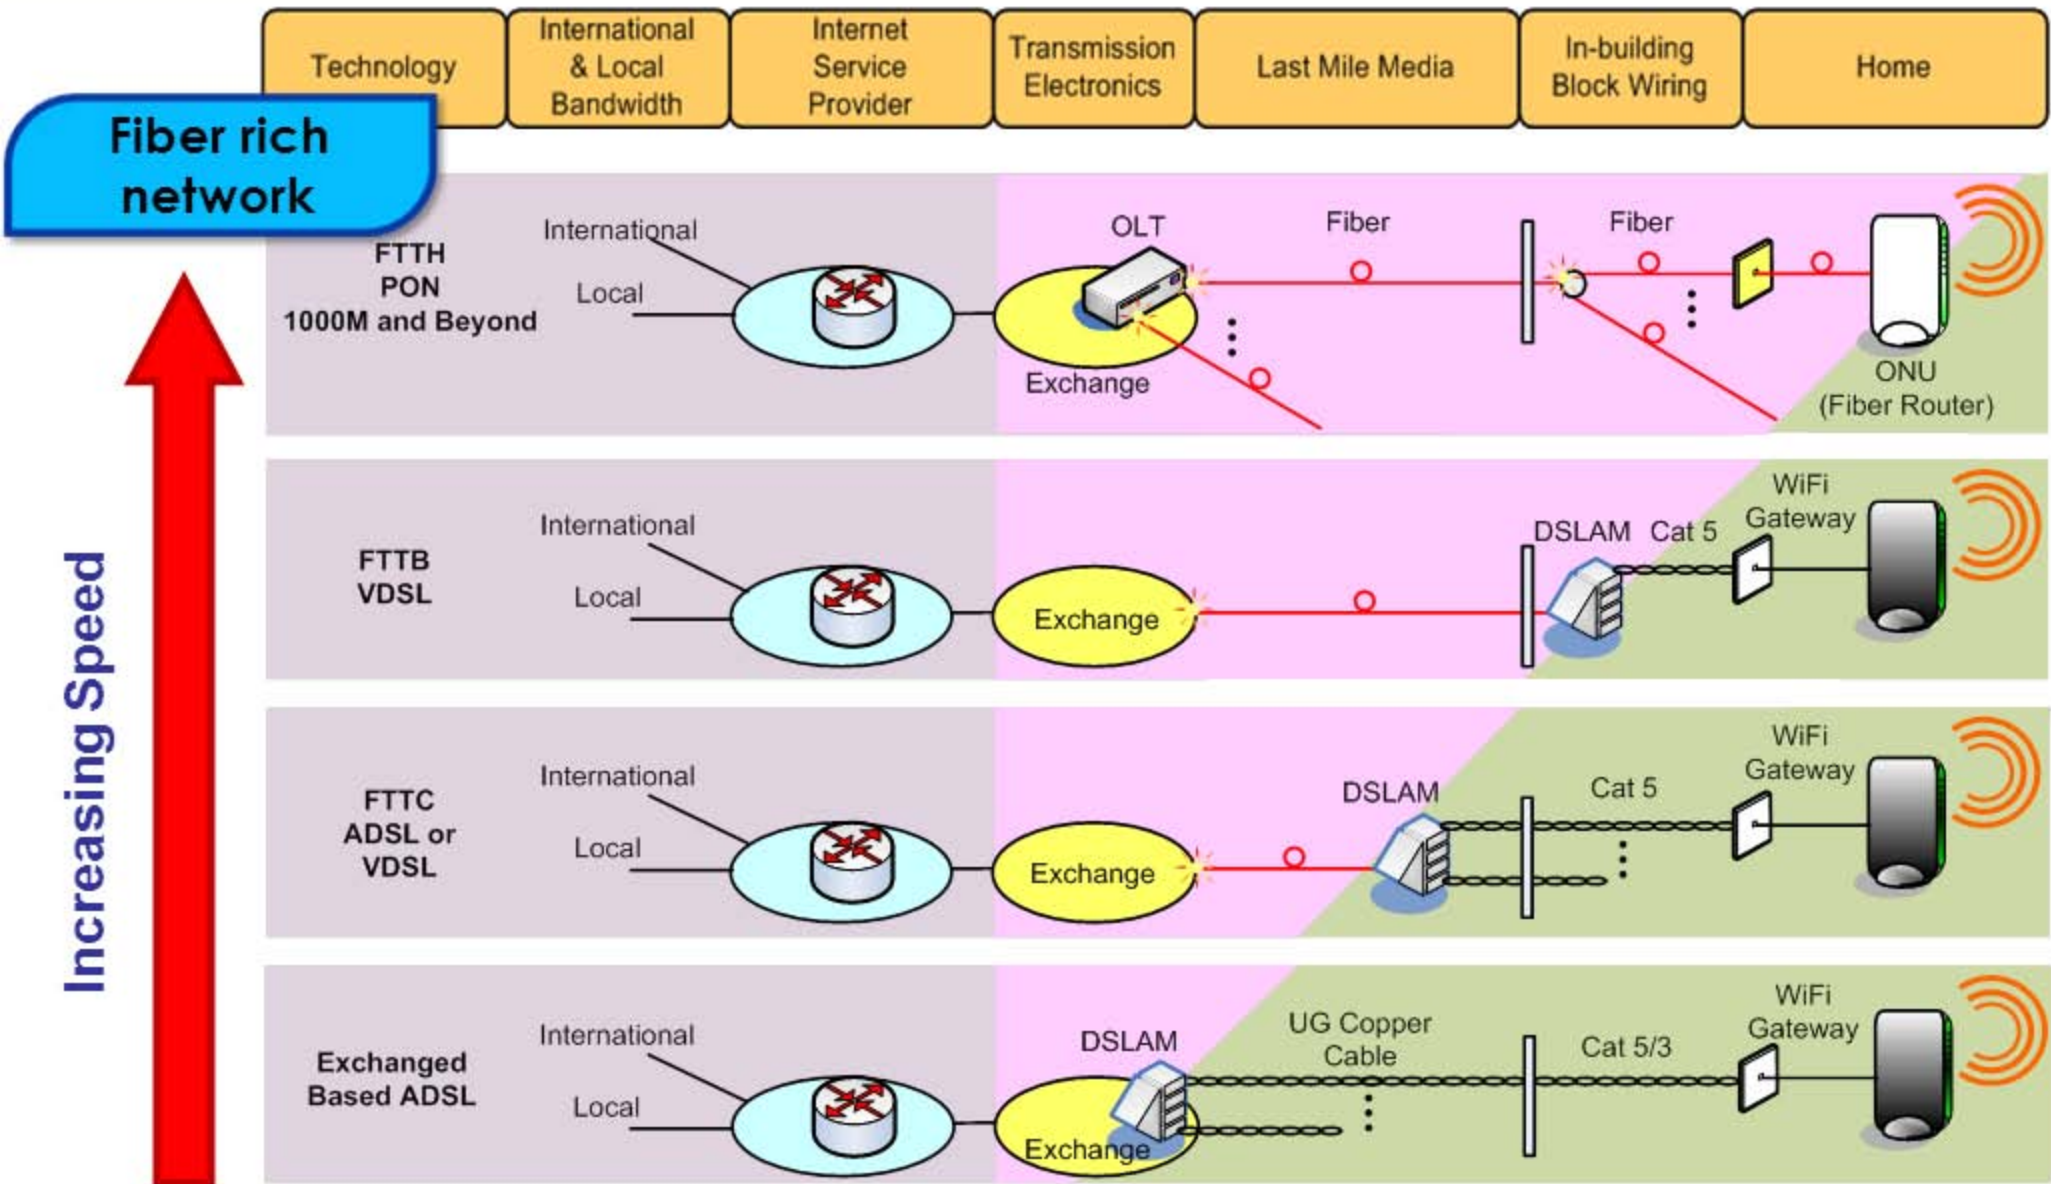 Technology
International
& Local
Bandwidth
Internet
Service
Provider
Transmission
Electronics
Last Mile Media
In-building
Block Wiring
Home
Fiber rich
network
Increasing Speed
FTTH
PON
1000M and Beyond
International
Local
OLT
Exchange
Fiber
Fiber
ONU
(Fiber Router)
FTTB
VDSL
International
Local
Exchange
DSLAM
Cat 5
WiFi
Gateway
FTTC
ADSL or
VDSL
International
Local
Exchange
DSLAM
Cat 5
WiFi
Gateway
Exchanged
Based ADSL
International
Local
DSLAM
Exchange
UG Copper
Cable
Cat 5/3
WiFi
Gateway